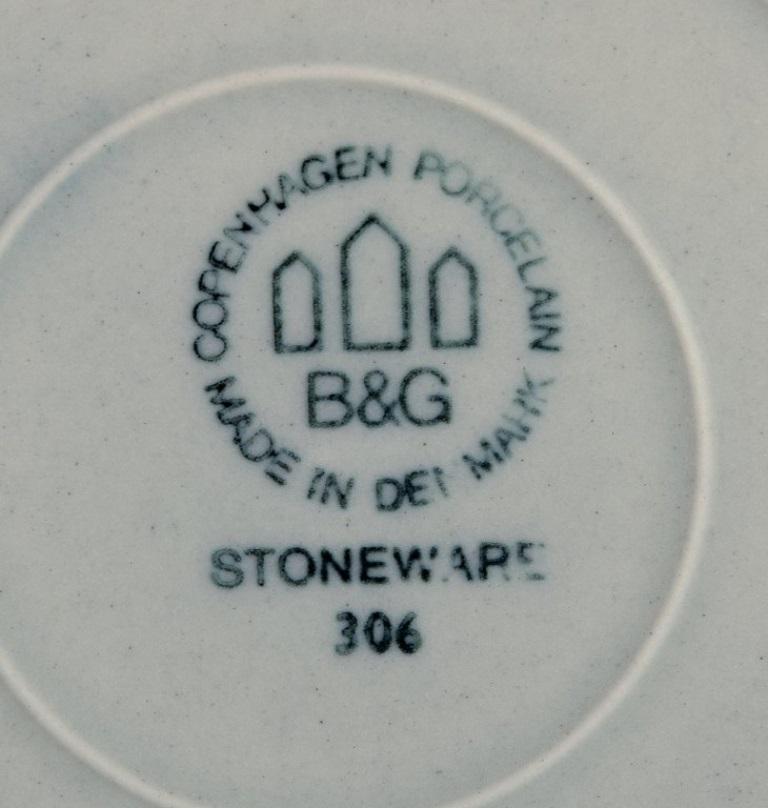 COPENHAGEN PORCELAIN
B&G
MADE IN DENMARK
STONEWARE
306